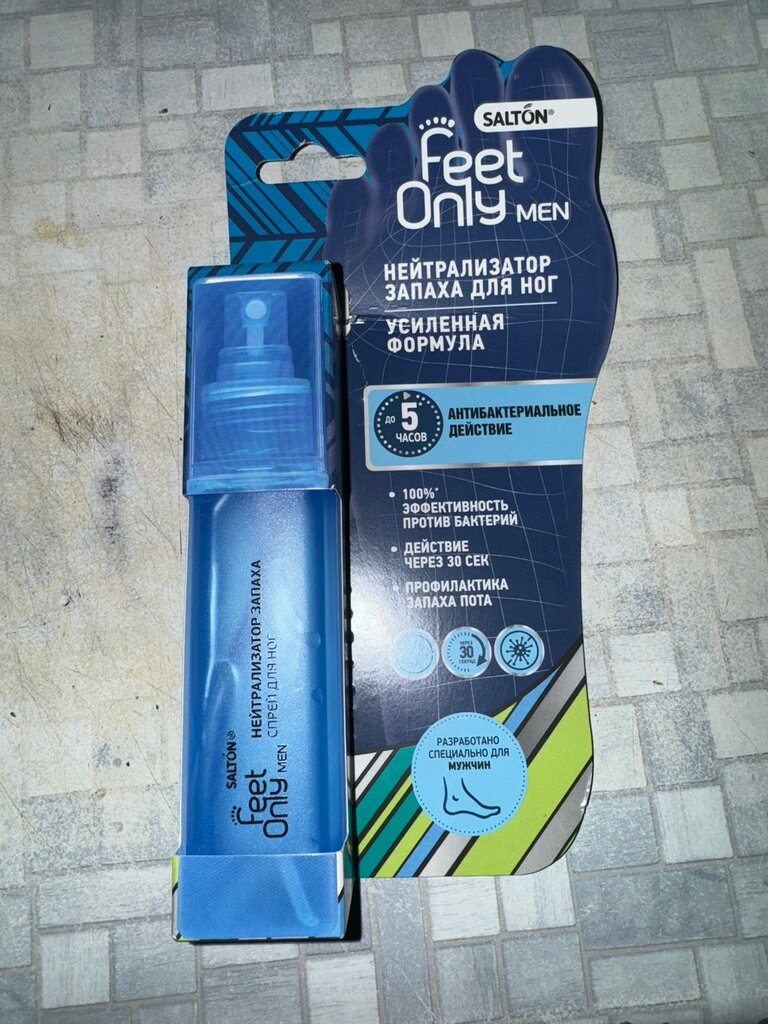 SALTON®
feet
Only MEN
НЕЙТРАЛИЗАТОР
ЗАПАХА ДЛЯ НОГ
УСИЛЕННАЯ
ФОРМУЛА
ДО 5
ЧАСОВ
АНТИБАКТЕРИАЛЬНОЕ
ДЕЙСТВИЕ
• 100%*
ЭФФЕКТИВНОСТЬ
ПРОТИВ БАКТЕРИЙ
• ДЕЙСТВИЕ
ЧЕРЕЗ 30 СЕК
• ПРОФИЛАКТИКА
ЗАПАХА ПОТА
ЧЕРЕЗ
30
СЕКУНД
РАЗРАБОТАНО
СПЕЦИАЛЬНО ДЛЯ
МУЖЧИН
SALTON®
feet
Only MEN
НЕЙТРАЛИЗАТОР ЗАПАХА
СПРЕЙ ДЛЯ НОГ